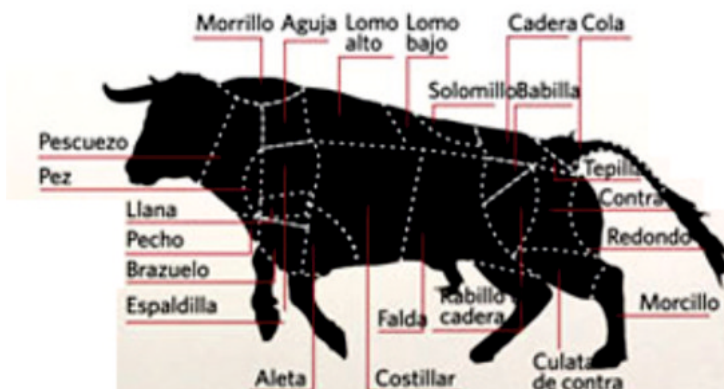 Morrillo
Aguja
Lomo
alto
Lomo
bajo
Cadera
Cola
Solomillo
Babilla
Pescuezo
Pez
Tepilla
Llana
Contra
Pecho
Redondo
Brazuelo
Espaldilla
Falda
Rabillo
cadera
Morcillo
Aleta
Costillar
Culata
de contra